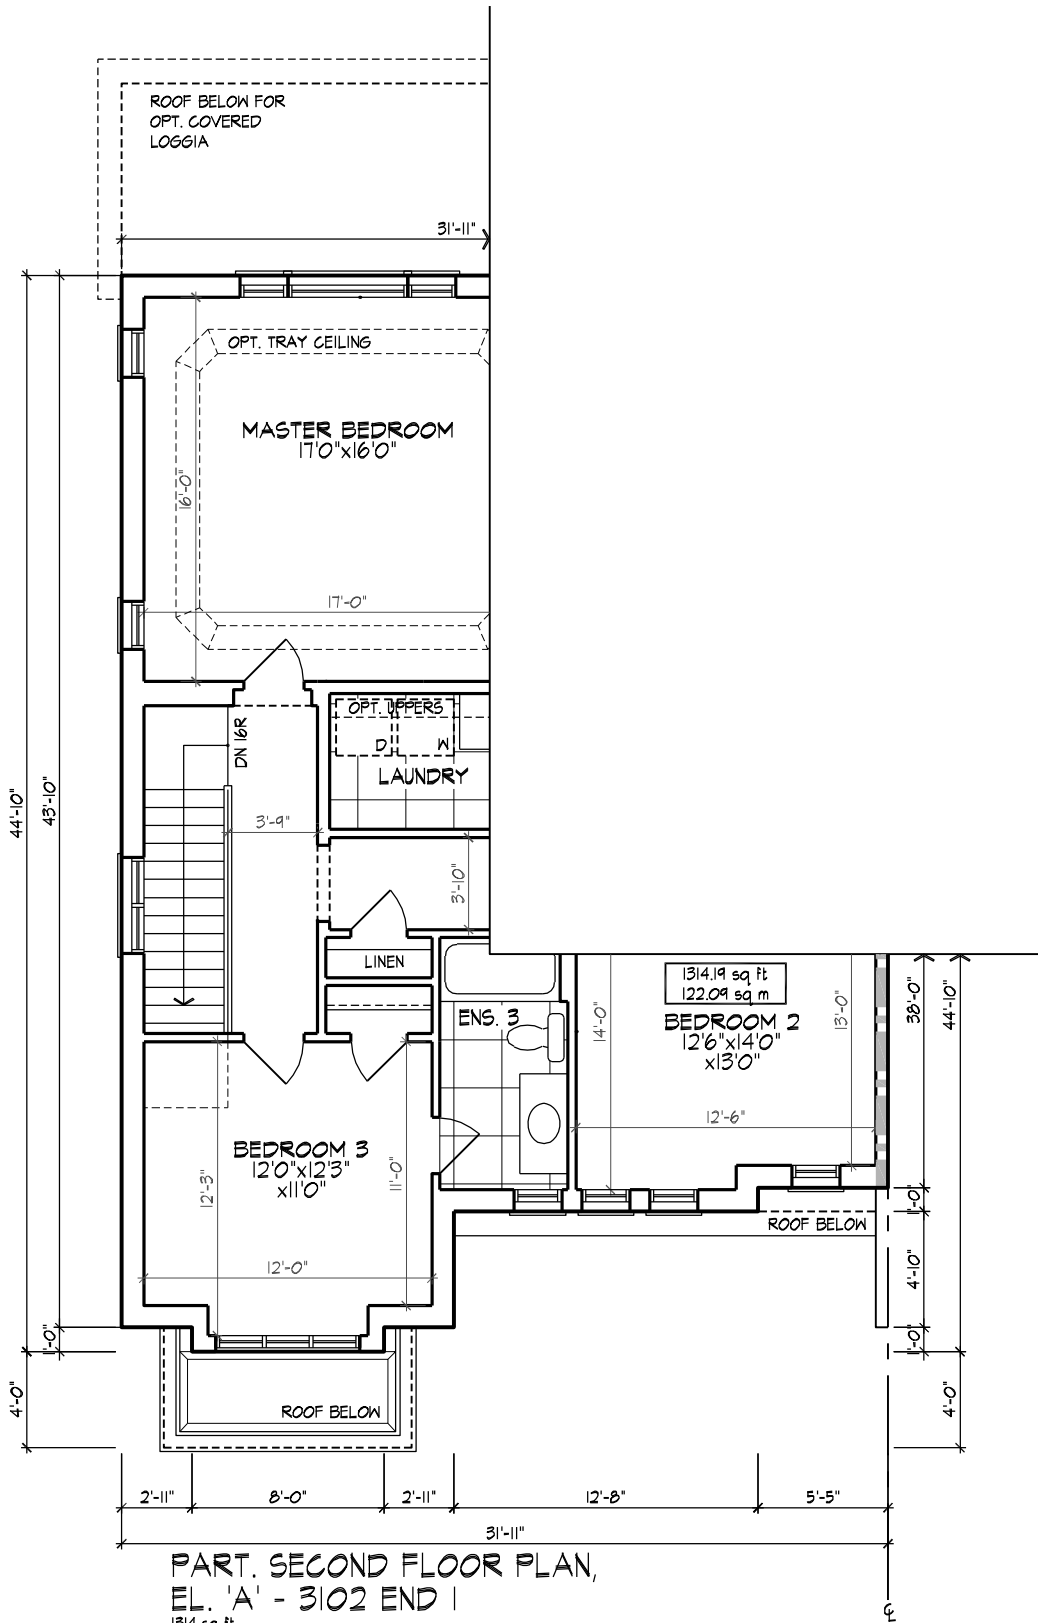 ROOF BELOW FOR
OPT. COVERED
LOGGIA
31'-11"
OPT. TRAY CEILING
MASTER BEDROOM
17'0"x16'0"
16'-0"
17'-0"
OPT. UPPERS
D W
LAUNDRY
DN 16R
44'-10"
43'-10"
3'-9"
3'-10"
LINEN
ENS. 3
1314.19 sq ft
122.09 sq m
BEDROOM 2
12'6"x14'0"
x13'0"
14'-0"
13'-0"
38'-0"
44'-10"
12'-6"
BEDROOM 3
12'0"x12'3"
x11'0"
12'-3"
11'-0"
12'-0"
ROOF BELOW
1'-0"
4'-10"
1'-0"
1'-0"
4'-0"
4'-0"
ROOF BELOW
2'-11" 8'-0" 2'-11" 12'-8" 5'-5"
31'-11"
PART. SECOND FLOOR PLAN,
EL. 'A' - 3102 END 1
1314 sq ft
℄